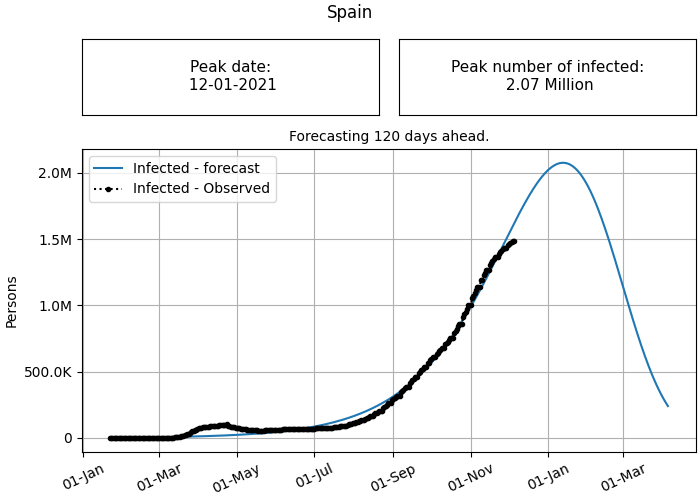 Spain
Peak date:
12-01-2021
Peak number of infected:
2.07 Million
Forecasting 120 days ahead.
Infected - forecast
Infected - Observed
2.0M
1.5M
1.0M
500.0K
0
Persons
01-Jan
01-Mar
01-May
01-Jul
01-Sep
01-Nov
01-Jan
01-Mar